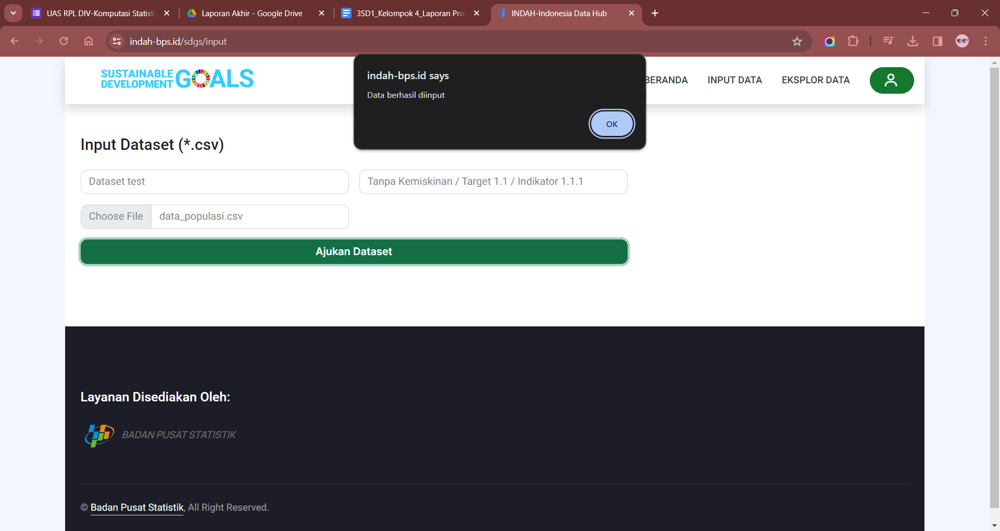 UAS RPL DIV-Komputasi Statisti
Laporan Akhir - Google Drive
3SD1_Kelompok 4_Laporan Pro
INDAH-Indonesia Data Hub
indah-bps.id/sdgs/input
SUSTAINABLE
DEVELOPMENT
GOALS
indah-bps.id says
Data berhasil diinput
OK
BERANDA
INPUT DATA
EKSPLOR DATA
Input Dataset (*.csv)
Dataset test
Tanpa Kemiskinan / Target 1.1 / Indikator 1.1.1
Choose File
data_populasi.csv
Ajukan Dataset
Layanan Disediakan Oleh:
BADAN PUSAT STATISTIK
© Badan Pusat Statistik, All Right Reserved.